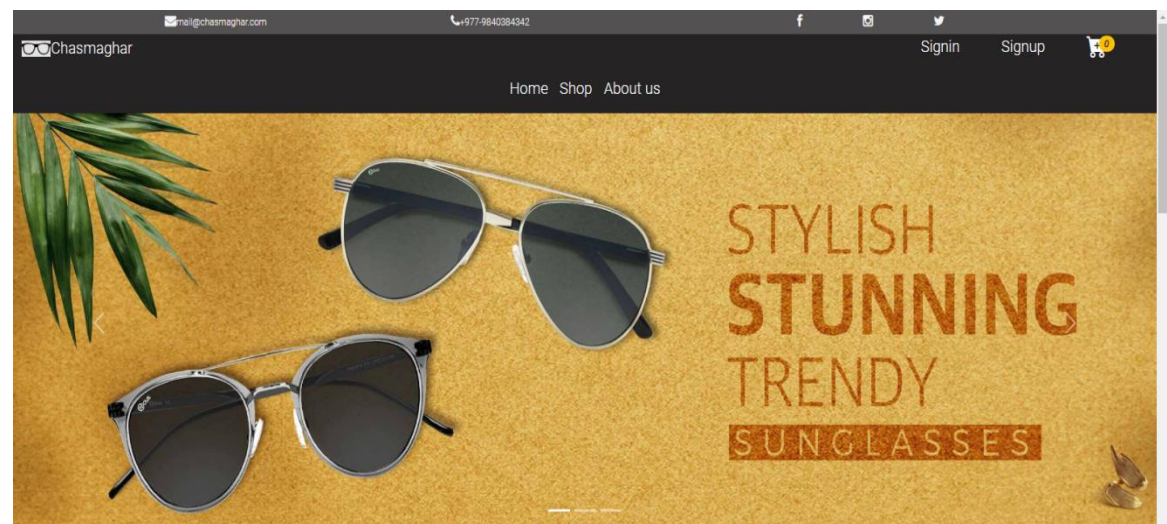 mail@chasmaghar.com
+977-9840384342
Chasmaghar
Signin Signup 0
Home Shop About us
STYLISH
STUNNING
TRENDY
SUNGLASSES